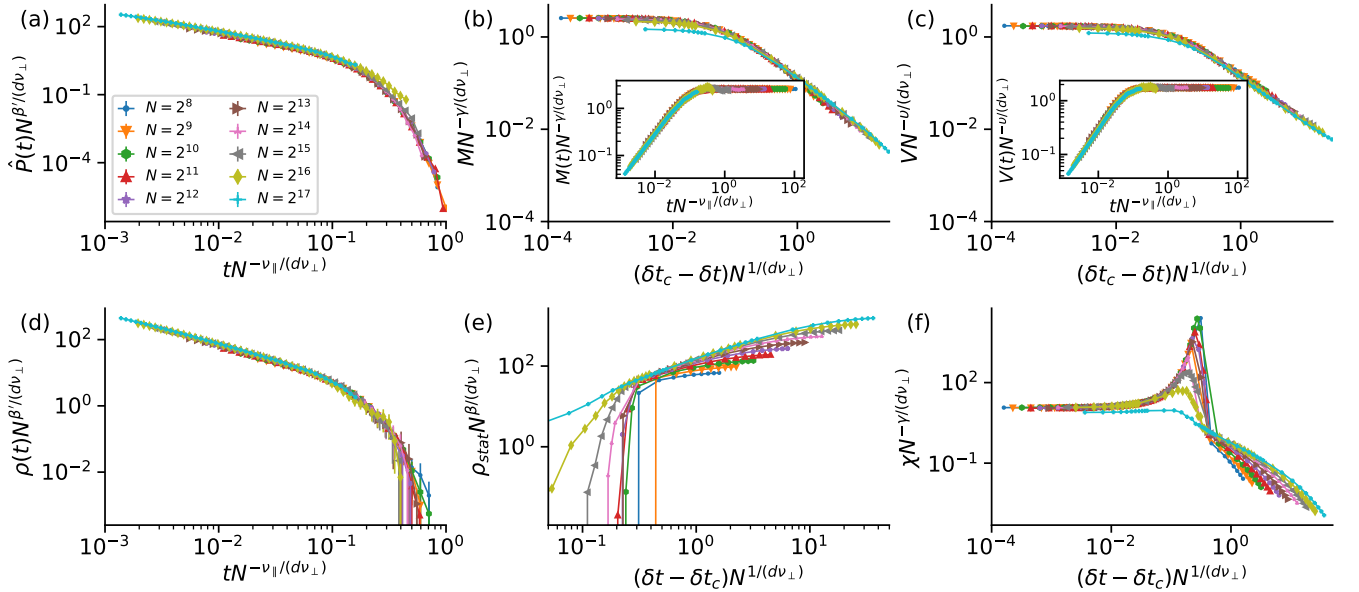 (a)
P̂(t)N^{β′/(dν⊥)}
10^2
10^{-1}
10^{-4}
N = 2^8
N = 2^9
N = 2^{10}
N = 2^{11}
N = 2^{12}
N = 2^{13}
N = 2^{14}
N = 2^{15}
N = 2^{16}
N = 2^{17}
10^{-3}
10^{-2}
10^{-1}
10^0
tN^{-ν∥/(dν⊥)}
(b)
MN^{-γ/(dν⊥)}
10^0
10^{-2}
10^{-4}
M(t)N^{-γ/(dν⊥)}
10^0
10^{-1}
10^{-2}
10^0
10^2
tN^{-ν∥/(dν⊥)}
10^{-4}
10^{-2}
10^0
(δt_c − δt)N^{1/(dν⊥)}
(c)
VN^{-υ/(dν⊥)}
10^0
10^{-2}
10^{-4}
V(t)N^{-υ/(dν⊥)}
10^0
10^{-1}
10^{-2}
10^0
10^2
tN^{-ν∥/(dν⊥)}
10^{-4}
10^{-2}
10^0
(δt_c − δt)N^{1/(dν⊥)}
(d)
ρ(t)N^{β′/(dν⊥)}
10^2
10^0
10^{-2}
10^{-3}
10^{-2}
10^{-1}
10^0
tN^{-ν∥/(dν⊥)}
(e)
ρ_{stat}N^{β/(dν⊥)}
10^2
10^0
10^{-1}
10^0
10^1
(δt − δt_c)N^{1/(dν⊥)}
(f)
χN^{-γ/(dν⊥)}
10^2
10^{-1}
10^{-4}
10^{-2}
10^0
(δt − δt_c)N^{1/(dν⊥)}